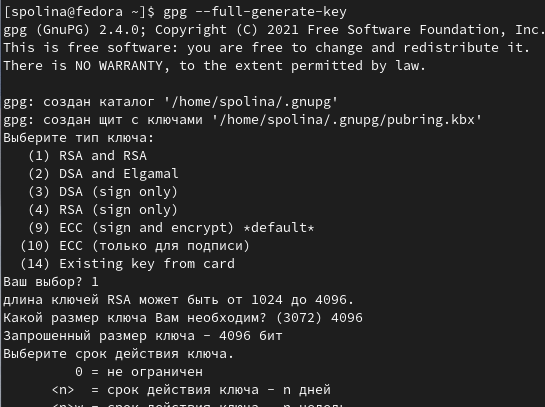 [spolina@fedora ~]$ gpg --full-generate-key
gpg (GnuPG) 2.4.0; Copyright (C) 2021 Free Software Foundation, Inc.
This is free software: you are free to change and redistribute it.
There is NO WARRANTY, to the extent permitted by law.

gpg: создан каталог '/home/spolina/.gnupg'
gpg: создан щит с ключами '/home/spolina/.gnupg/pubring.kbx'
Выберите тип ключа:
   (1) RSA and RSA
   (2) DSA and Elgamal
   (3) DSA (sign only)
   (4) RSA (sign only)
   (9) ECC (sign and encrypt) *default*
  (10) ECC (только для подписи)
  (14) Existing key from card
Ваш выбор? 1
длина ключей RSA может быть от 1024 до 4096.
Какой размер ключа Вам необходим? (3072) 4096
Запрошенный размер ключа - 4096 бит
Выберите срок действия ключа.
         0 = не ограничен
      <n>  = срок действия ключа - n дней
      <n>w = срок действия ключа - n недель